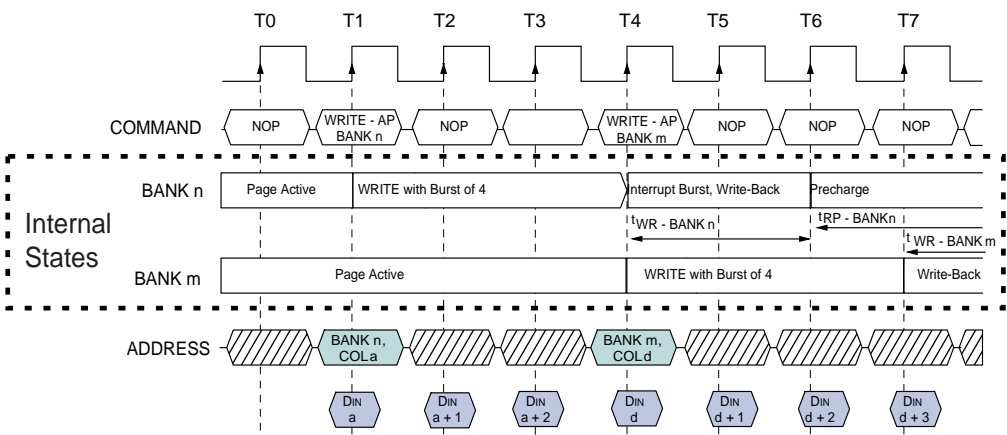 T0 T1 T2 T3 T4 T5 T6 T7
COMMAND
NOP
WRITE - AP
BANK n
NOP
WRITE - AP
BANK m
NOP
NOP
NOP
Internal
States
BANK n
Page Active
WRITE with Burst of 4
Interrupt Burst, Write-Back
Precharge
tWR - BANK n
tRP - BANK n
t WR - BANK m
BANK m
Page Active
WRITE with Burst of 4
Write-Back
ADDRESS
BANK n,
COL a
BANK m,
COL d
DIN
a
DIN
a + 1
DIN
a + 2
DIN
d
DIN
d + 1
DIN
d + 2
DIN
d + 3